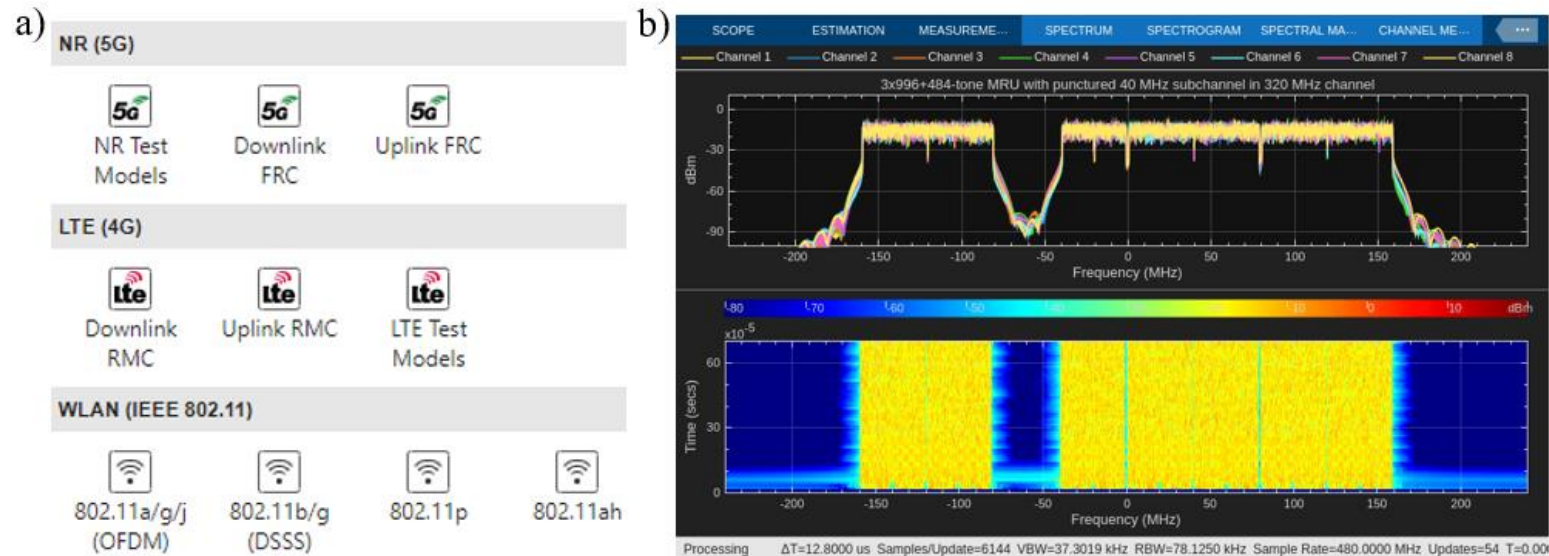 a)
NR (5G)
5G 5G 5G
NR Test Models
Downlink FRC
Uplink FRC
LTE (4G)
lte lte lte
Downlink RMC
Uplink RMC
LTE Test Models
WLAN (IEEE 802.11)
802.11a/g/j (OFDM)
802.11b/g (DSSS)
802.11p
802.11ah
b)
SCOPE ESTIMATION MEASUREME... SPECTRUM SPECTROGRAM SPECTRAL MA... CHANNEL ME... ...
Channel 1 Channel 2 Channel 3 Channel 4 Channel 5 Channel 6 Channel 7 Channel 8
3x996+484-tone MRU with punctured 40 MHz subchannel in 320 MHz channel
0
-30
-60
-90
dBm
-200 -150 -100 -50 0 50 100 150 200
Frequency (MHz)
-80 -70 -60 -50 -10 0 10 dBm
x10-5
60
30
0
Time (secs)
-200 -150 -100 -50 0 50 100 150 200
Frequency (MHz)
Processing ΔT=12.8000 us Samples/Update=6144 VBW=37.3019 kHz RBW=78.1250 kHz Sample Rate=480.0000 MHz Updates=54 T=0.00